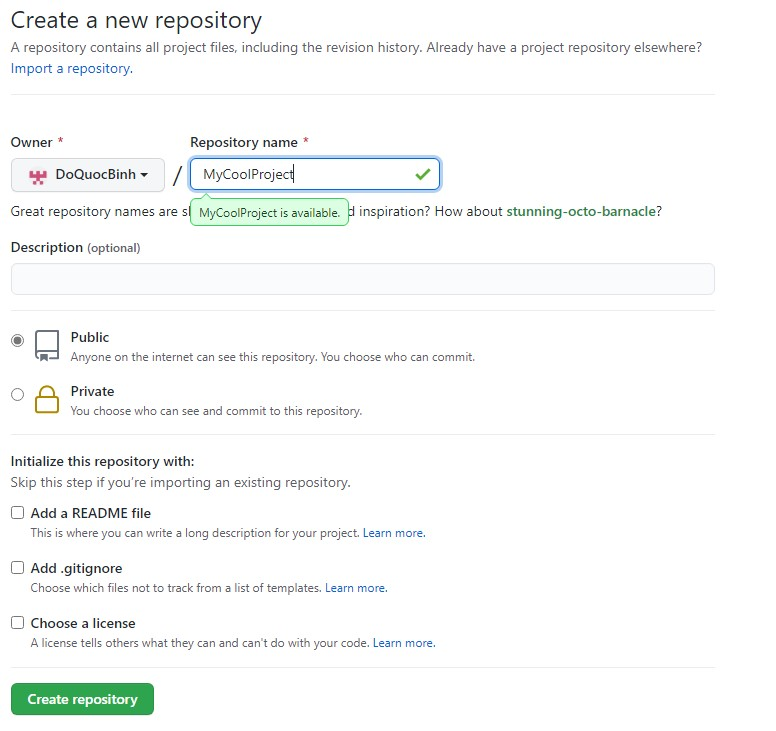 Create a new repository
A repository contains all project files, including the revision history. Already have a project repository elsewhere?
Import a repository.
Owner *
Repository name *
DoQuocBinh
/
MyCoolProject
Great repository names are
MyCoolProject is available.
inspiration? How about stunning-octo-barnacle?
Description (optional)
Public
Anyone on the internet can see this repository. You choose who can commit.
Private
You choose who can see and commit to this repository.
Initialize this repository with:
Skip this step if you're importing an existing repository.
Add a README file
This is where you can write a long description for your project. Learn more.
Add .gitignore
Choose which files not to track from a list of templates. Learn more.
Choose a license
A license tells others what they can and can't do with your code. Learn more.
Create repository